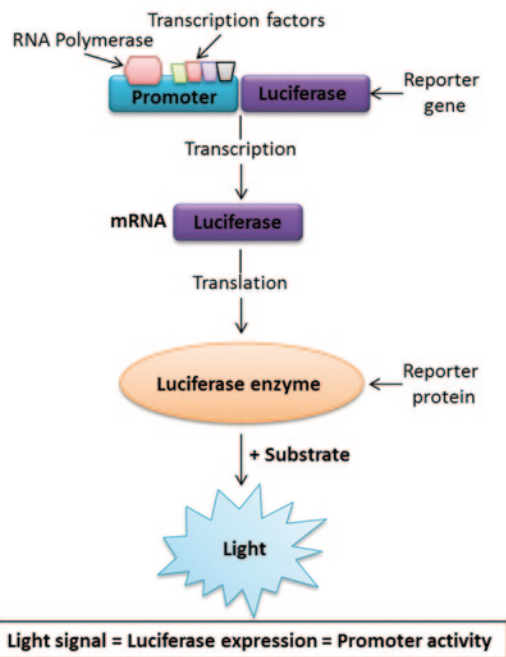 Transcription factors
RNA Polymerase
Promoter
Luciferase
Reporter
gene
Transcription
mRNA
Luciferase
Translation
Luciferase enzyme
Reporter
protein
+ Substrate
Light
Light signal = Luciferase expression = Promoter activity